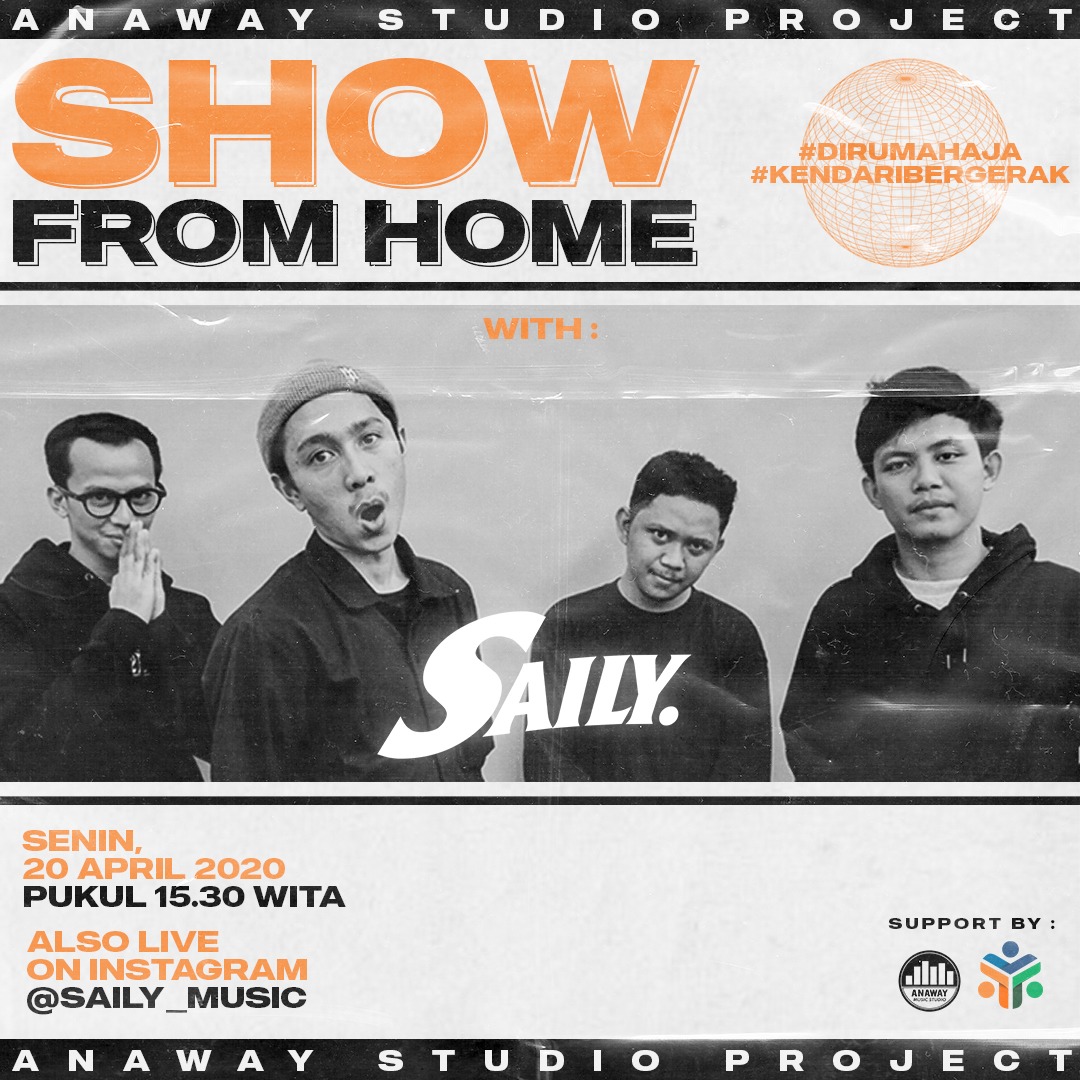 ANAWAY STUDIO PROJECT
SHOW
FROM HOME
#DIRUMAHAJA
#KENDARIBERGERAK
WITH :
SAILY.
SENIN,
20 APRIL 2020
PUKUL 15.30 WITA
ALSO LIVE
ON INSTAGRAM
@SAILY_MUSIC
SUPPORT BY :
ANAWAY
MUSIC STUDIO
ANAWAY STUDIO PROJECT